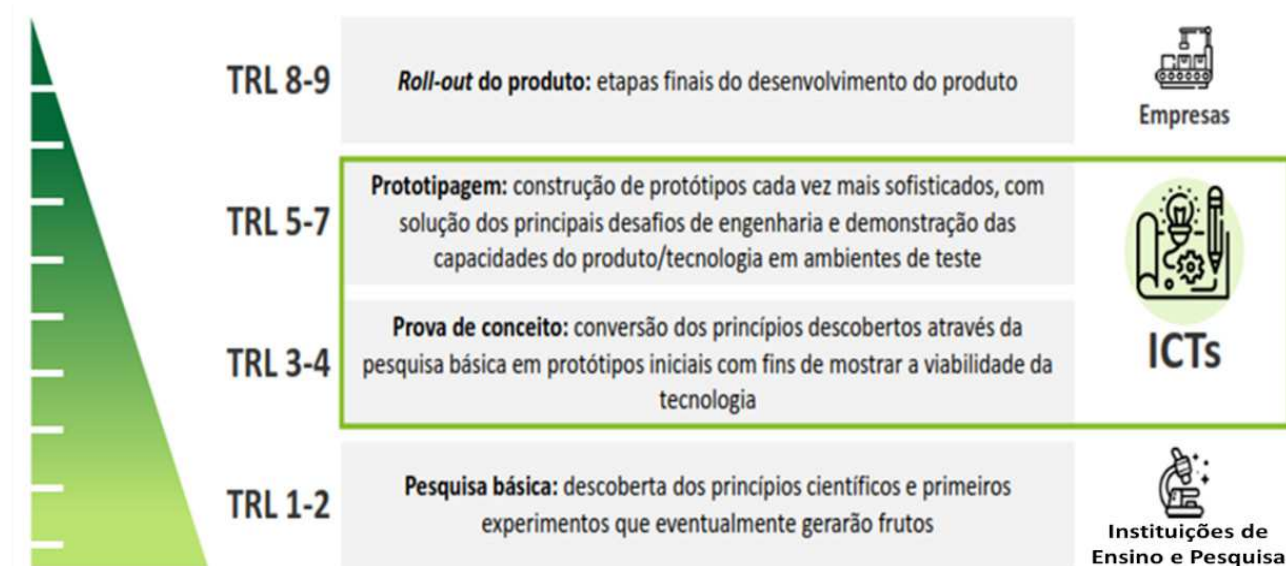 TRL 8-9
Roll-out do produto: etapas finais do desenvolvimento do produto
Empresas
TRL 5-7
Prototipagem: construção de protótipos cada vez mais sofisticados, com
solução dos principais desafios de engenharia e demonstração das
capacidades do produto/tecnologia em ambientes de teste
TRL 3-4
Prova de conceito: conversão dos princípios descobertos através da
pesquisa básica em protótipos iniciais com fins de mostrar a viabilidade da
tecnologia
ICTs
TRL 1-2
Pesquisa básica: descoberta dos princípios científicos e primeiros
experimentos que eventualmente gerarão frutos
Instituições de
Ensino e Pesquisa